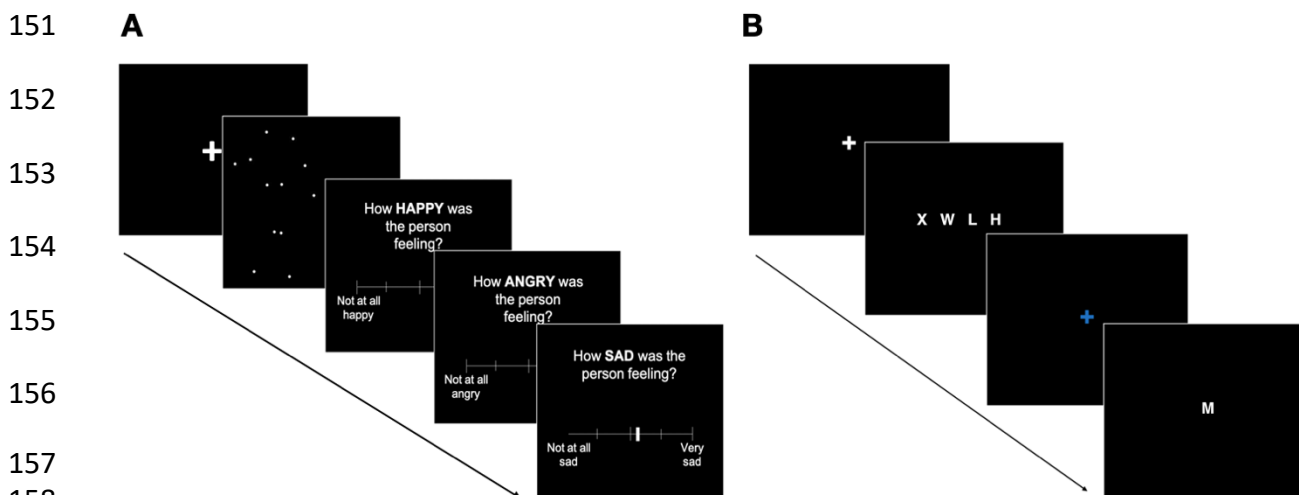 151
A
B
152
153
154
155
156
157
158
How HAPPY was
the person
feeling?
Not at all
happy
How ANGRY was
the person
feeling?
Not at all
angry
How SAD was the
person feeling?
Not at all
sad
Very
sad
X W L H
M